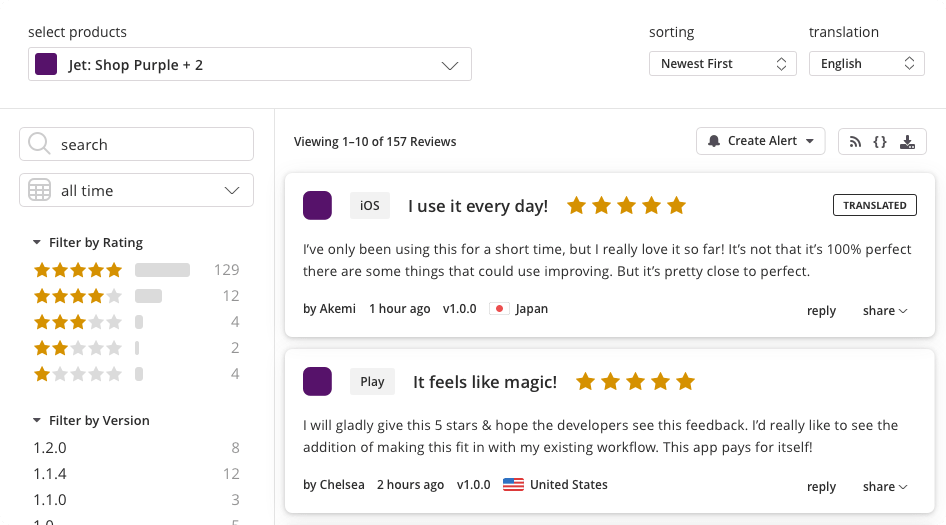 select products
sorting
translation
Jet: Shop Purple + 2
Newest First
English
search
all time
Filter by Rating
129
12
4
2
4
Filter by Version
1.2.0 8
1.1.4 12
1.1.0 3
Viewing 1–10 of 157 Reviews
Create Alert
{}
iOS I use it every day!
TRANSLATED
I’ve only been using this for a short time, but I really love it so far! It’s not that it’s 100% perfect
there are some things that could use improving. But it’s pretty close to perfect.
by Akemi 1 hour ago v1.0.0 Japan
reply share
Play It feels like magic!
I will gladly give this 5 stars & hope the developers see this feedback. I’d really like to see the
addition of making this fit in with my existing workflow. This app pays for itself!
by Chelsea 2 hours ago v1.0.0 United States
reply share